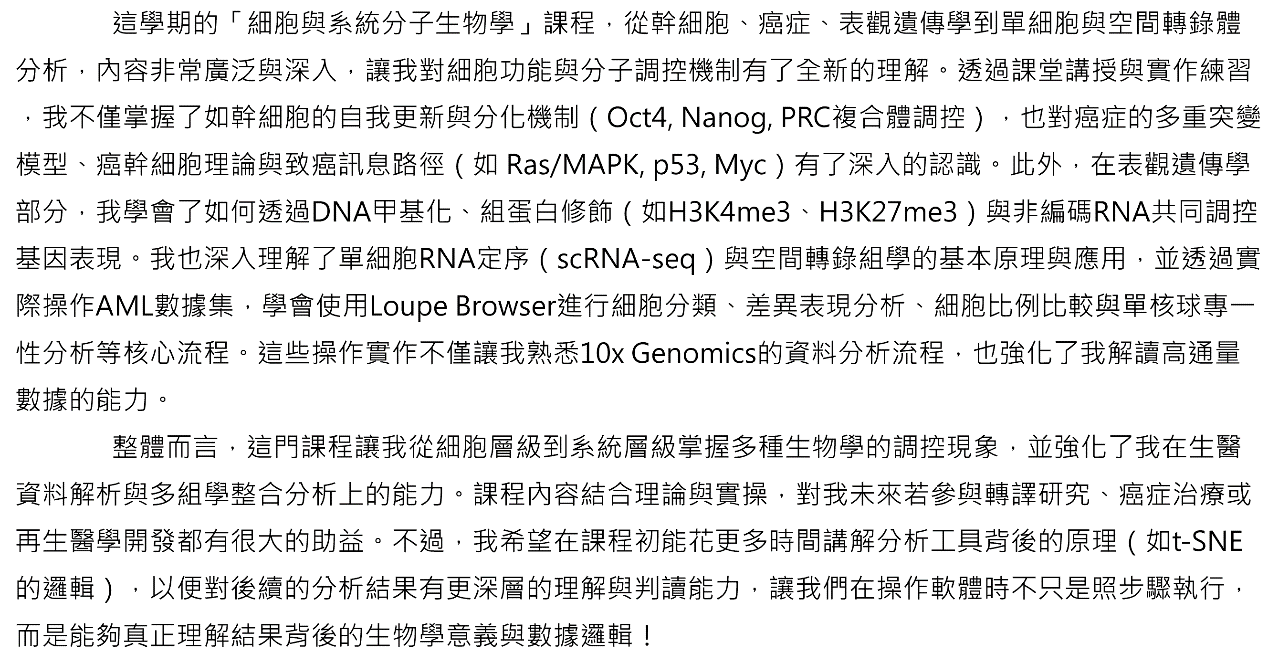 這學期的「細胞與系統分子生物學」課程，從幹細胞、癌症、表觀遺傳學到單細胞與空間轉錄體
分析，內容非常廣泛與深入，讓我對細胞功能與分子調控機制有了全新的理解。透過課堂講授與實作練習
，我不僅掌握了如幹細胞的自我更新與分化機制（Oct4, Nanog, PRC複合體調控），也對癌症的多重突變
模型、癌幹細胞理論與致癌訊息路徑（如 Ras/MAPK, p53, Myc）有了深入的認識。此外，在表觀遺傳學
部分，我學會了如何透過DNA甲基化、組蛋白修飾（如H3K4me3、H3K27me3）與非編碼RNA共同調控
基因表現。我也深入理解了單細胞RNA定序（scRNA-seq）與空間轉錄組學的基本原理與應用，並透過實
際操作AML數據集，學會使用Loupe Browser進行細胞分類、差異表現分析、細胞比例比較與單核球專一
性分析等核心流程。這些操作實作不僅讓我熟悉10x Genomics的資料分析流程，也強化了我解讀高通量
數據的能力。
整體而言，這門課程讓我從細胞層級到系統層級掌握多種生物學的調控現象，並強化了我在生醫
資料解析與多組學整合分析上的能力。課程內容結合理論與實操，對我未來若參與轉譯研究、癌症治療或
再生醫學開發都有很大的助益。不過，我希望在課程初能花更多時間講解分析工具背後的原理（如t-SNE
的邏輯），以便對後續的分析結果有更深層的理解與判讀能力，讓我們在操作軟體時不只是照步驟執行，
而是能夠真正理解結果背後的生物學意義與數據邏輯！